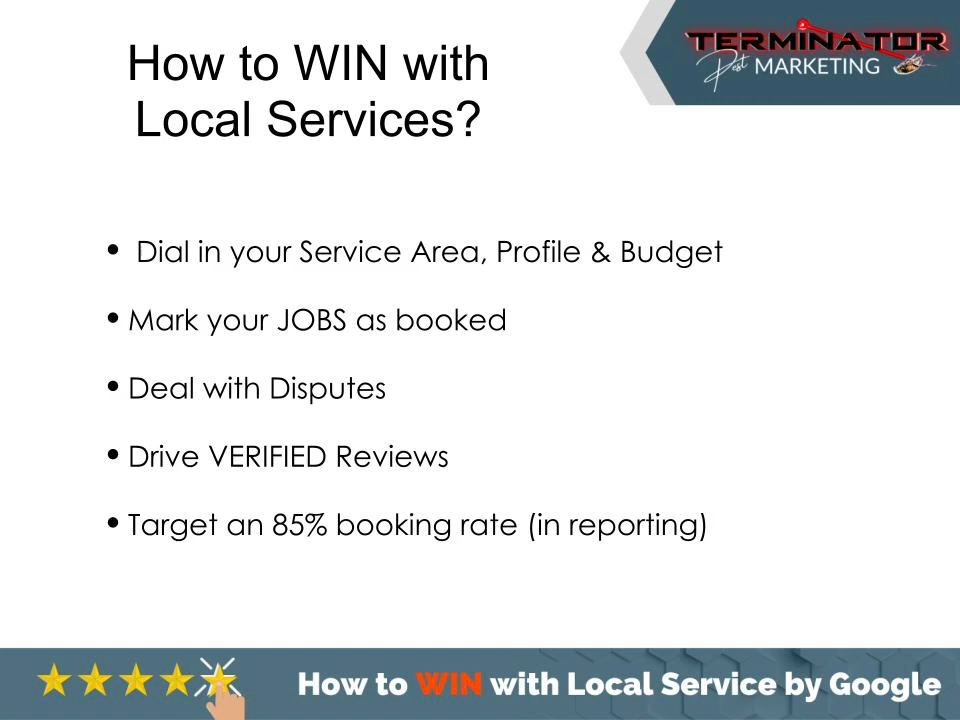 How to WIN with
Local Services?
TERMINATOR
Pest MARKETING
• Dial in your Service Area, Profile & Budget
• Mark your JOBS as booked
• Deal with Disputes
• Drive VERIFIED Reviews
• Target an 85% booking rate (in reporting)
How to WIN with Local Service by Google